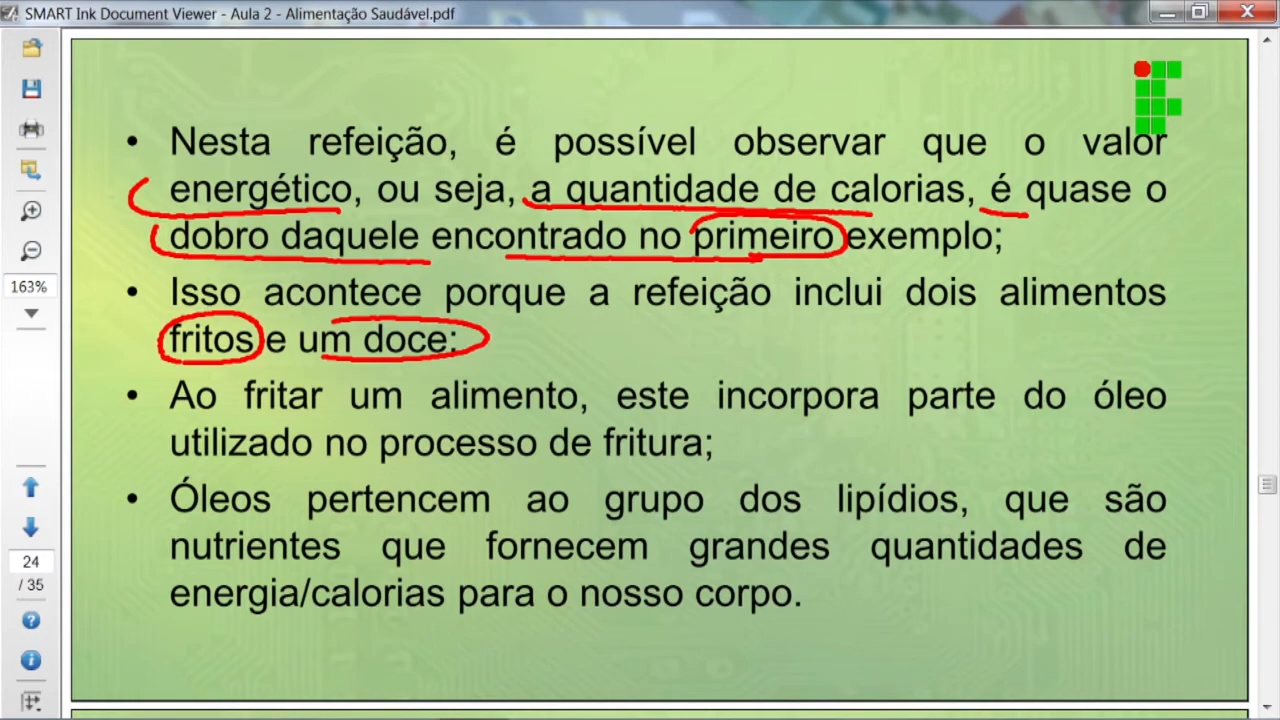 SMART Ink Document Viewer - Aula 2 - Alimentação Saudável.pdf
• Nesta refeição, é possível observar que o valor
energético, ou seja, a quantidade de calorias, é quase o
dobro daquele encontrado no primeiro exemplo;
• Isso acontece porque a refeição inclui dois alimentos
fritos e um doce:
• Ao fritar um alimento, este incorpora parte do óleo
utilizado no processo de fritura;
• Óleos pertencem ao grupo dos lipídios, que são
nutrientes que fornecem grandes quantidades de
energia/calorias para o nosso corpo.
163%
24
/ 35